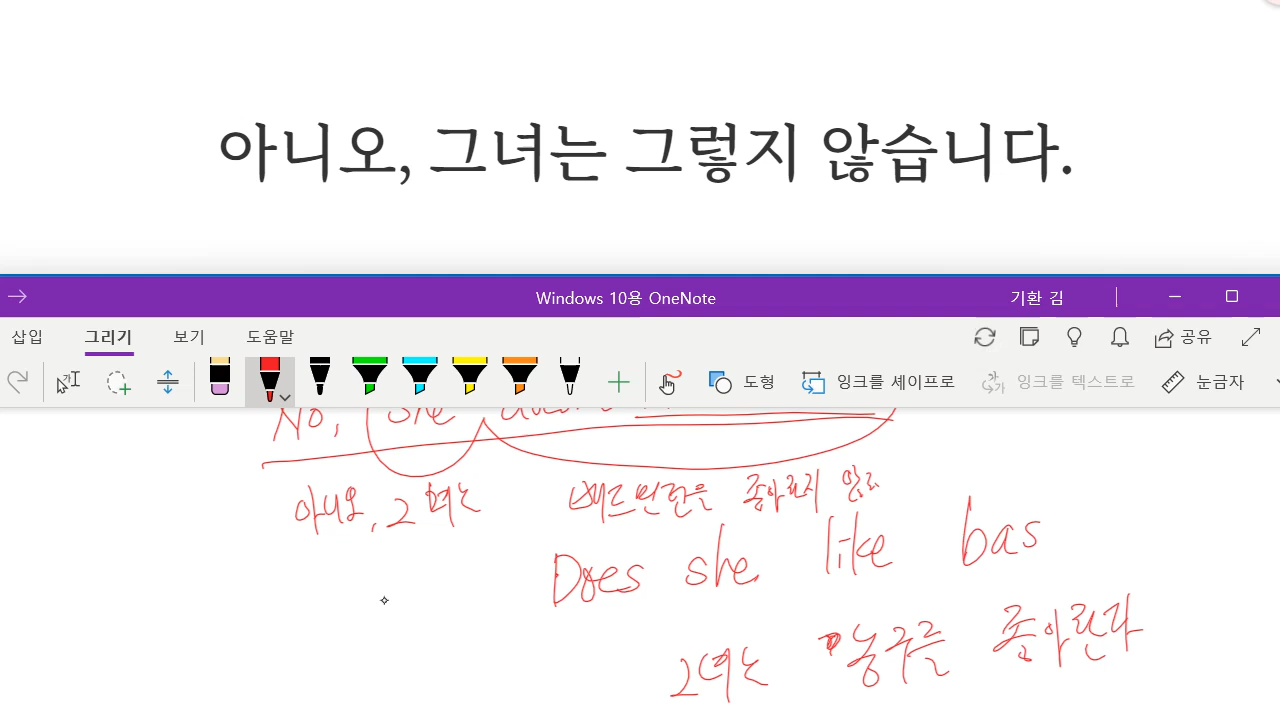 아니오, 그녀는 그렇지 않습니다.
Windows 10용 OneNote 기환 김
삽입 그리기 보기 도움말 공유
가 도형 잉크를 셰이프로 가 잉크를 텍스트로 눈금자
No, she
아니오, 그녀는 배드민턴을 좋아하지 않
Does she like bas
그녀는 농구를 좋아한다